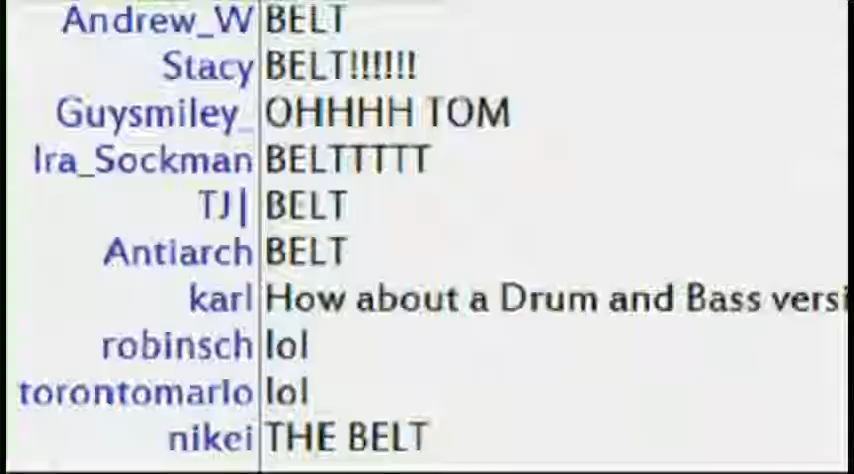 Andrew_W BELT
Stacy BELT!!!!!!
Guysmiley_ OHHHH TOM
Ira_Sockman BELTTTTT
TJ| BELT
Antiarch BELT
karl How about a Drum and Bass versi
robinsch lol
torontomarlo lol
nikei THE BELT